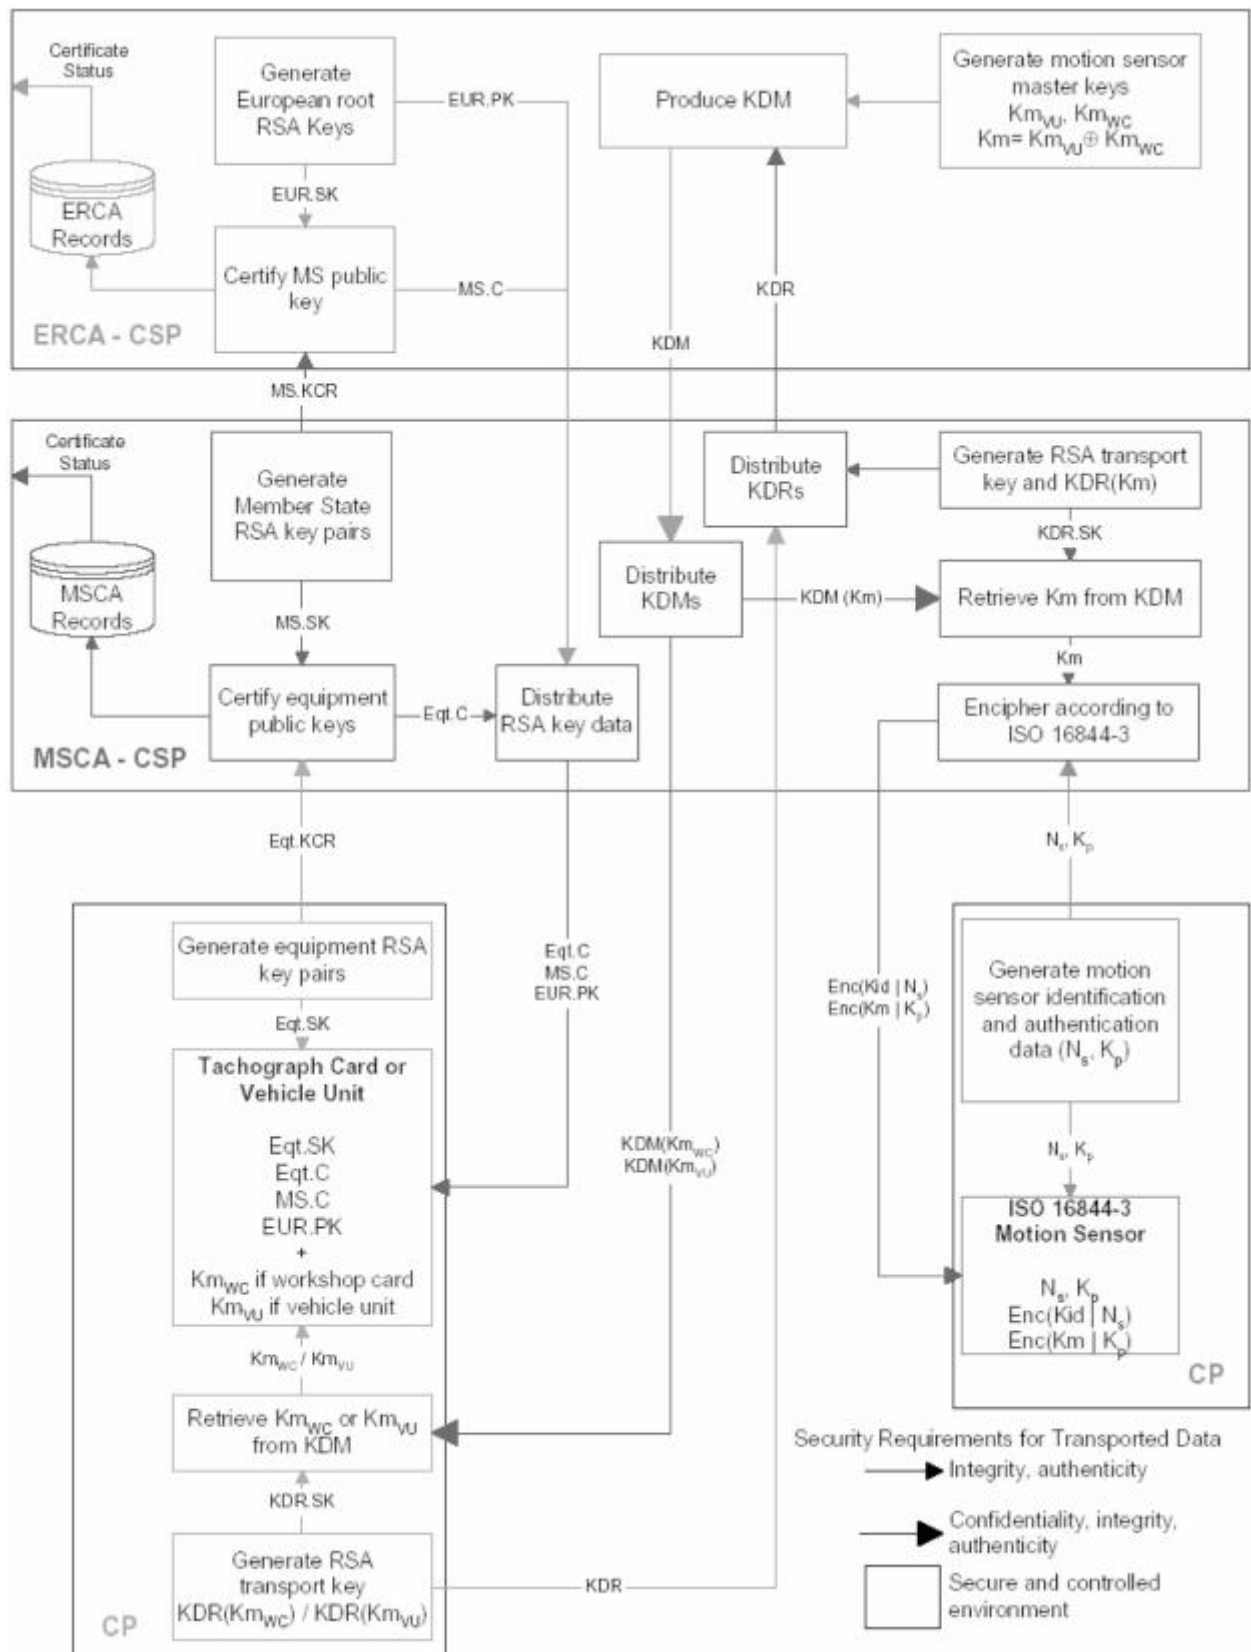 Certificate
Status
Generate
European root
RSA Keys
EUR.PK
Produce KDM
Generate motion sensor
master keys
Km_VU, Km_WC
Km= Km_VU ⊕ Km_WC
EUR.SK
ERCA
Records
Certify MS public
key
MS.C
KDR
ERCA - CSP
KDM
MS.KCR
Certificate
Status
Generate
Member State
RSA key pairs
Distribute
KDRs
Generate RSA transport
key and KDR(Km)
KDR.SK
MSCA
Records
Distribute
KDMs
KDM (Km)
Retrieve Km from KDM
MS.SK
Km
Certify equipment
public keys
Eqt.C
Distribute
RSA key data
Encipher according to
ISO 16844-3
MSCA - CSP
Eqt.KCR
N_s, K_p
Generate equipment RSA
key pairs
Eqt.C
MS.C
EUR.PK
Enc(Kid | N_s)
Enc(Km | K_p)
Generate motion
sensor identification
and authentication
data (N_s, K_p)
Eqt.SK
Tachograph Card or
Vehicle Unit
Eqt.SK
Eqt.C
MS.C
EUR.PK
+
Km_WC if workshop card
Km_VU if vehicle unit
KDM(Km_WC)
KDM(Km_VU)
N_s, K_p
ISO 16844-3
Motion Sensor
N_s, K_p
Enc(Kid | N_s)
Enc(Km | K_p)
CP
Km_WC / Km_VU
Retrieve Km_WC or Km_VU
from KDM
KDR.SK
Generate RSA
transport key
KDR(Km_WC) / KDR(Km_VU)
KDR
CP
Security Requirements for Transported Data
Integrity, authenticity
Confidentiality, integrity,
authenticity
Secure and controlled
environment